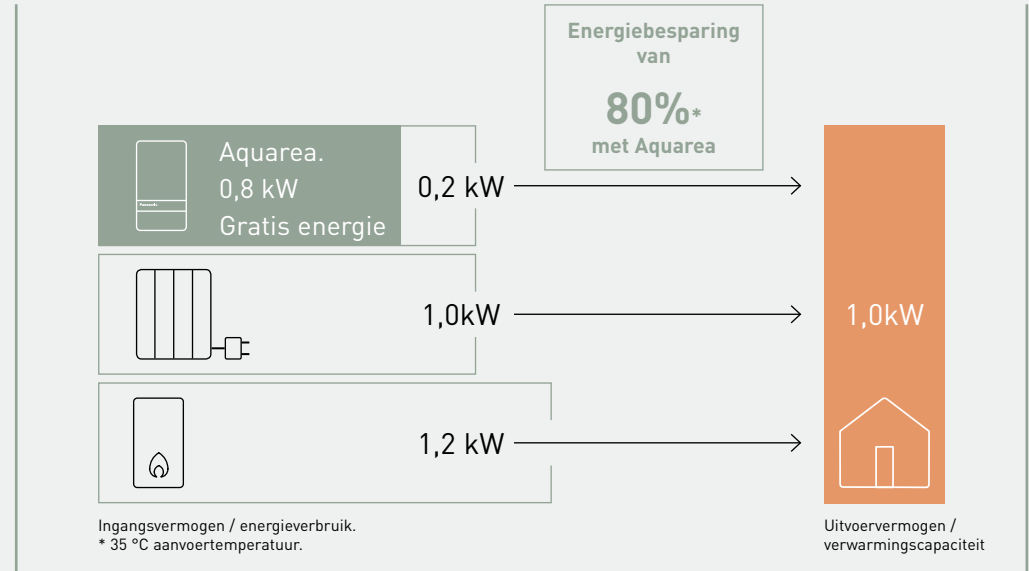 Energiebesparing
van
80%*
met Aquarea
Aquarea.
0,8 kW
Gratis energie
0,2 kW
Panasonic
1,0kW
1,0kW
1,2 kW
Ingangsvermogen / energieverbruik.
* 35 °C aanvoertemperatuur.
Uitvoervermogen /
verwarmingscapaciteit